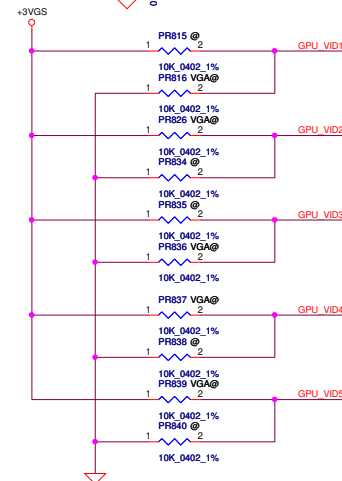 0
+3VGS
PR815 @
1 2 GPU_VID1
10K_0402_1%
PR816 VGA@
1 2
10K_0402_1%
PR826 VGA@
1 2 GPU_VID2
10K_0402_1%
PR834 @
1 2
10K_0402_1%
PR835 @
1 2 GPU_VID3
10K_0402_1%
PR836 VGA@
1 2
10K_0402_1%
PR837 VGA@
1 2 GPU_VID4
10K_0402_1%
PR838 @
1 2
10K_0402_1%
PR839 VGA@
1 2 GPU_VID5
10K_0402_1%
PR840 @
1 2
10K_0402_1%